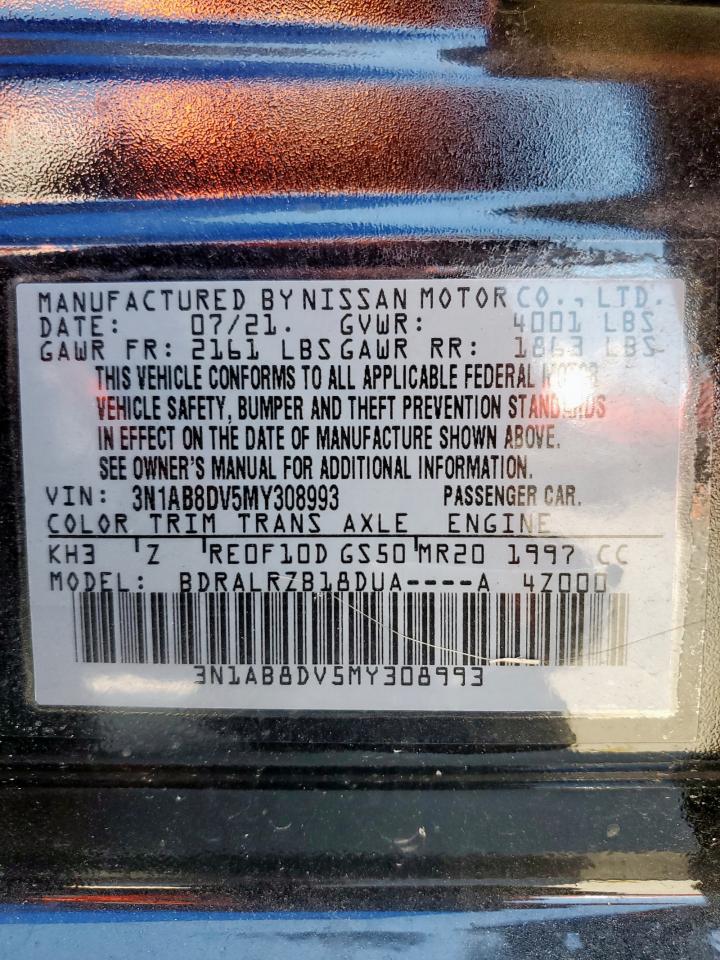 MANUFACTURED BY NISSAN MOTOR CO., LTD.
DATE: 07/21. GVWR: 4001 LBS
GAWR FR: 2161 LBS GAWR RR: 1863 LBS
THIS VEHICLE CONFORMS TO ALL APPLICABLE FEDERAL MOTOR
VEHICLE SAFETY, BUMPER AND THEFT PREVENTION STANDARDS
IN EFFECT ON THE DATE OF MANUFACTURE SHOWN ABOVE.
SEE OWNER'S MANUAL FOR ADDITIONAL INFORMATION.
VIN: 3N1AB8DV5MY308993 PASSENGER CAR.
COLOR TRIM TRANS AXLE ENGINE
KH3 Z RE0F10D GS50 MR20 1997 CC
MODEL: BDRALRZB18DUA----A 4Z000
3N1AB8DV5MY308993